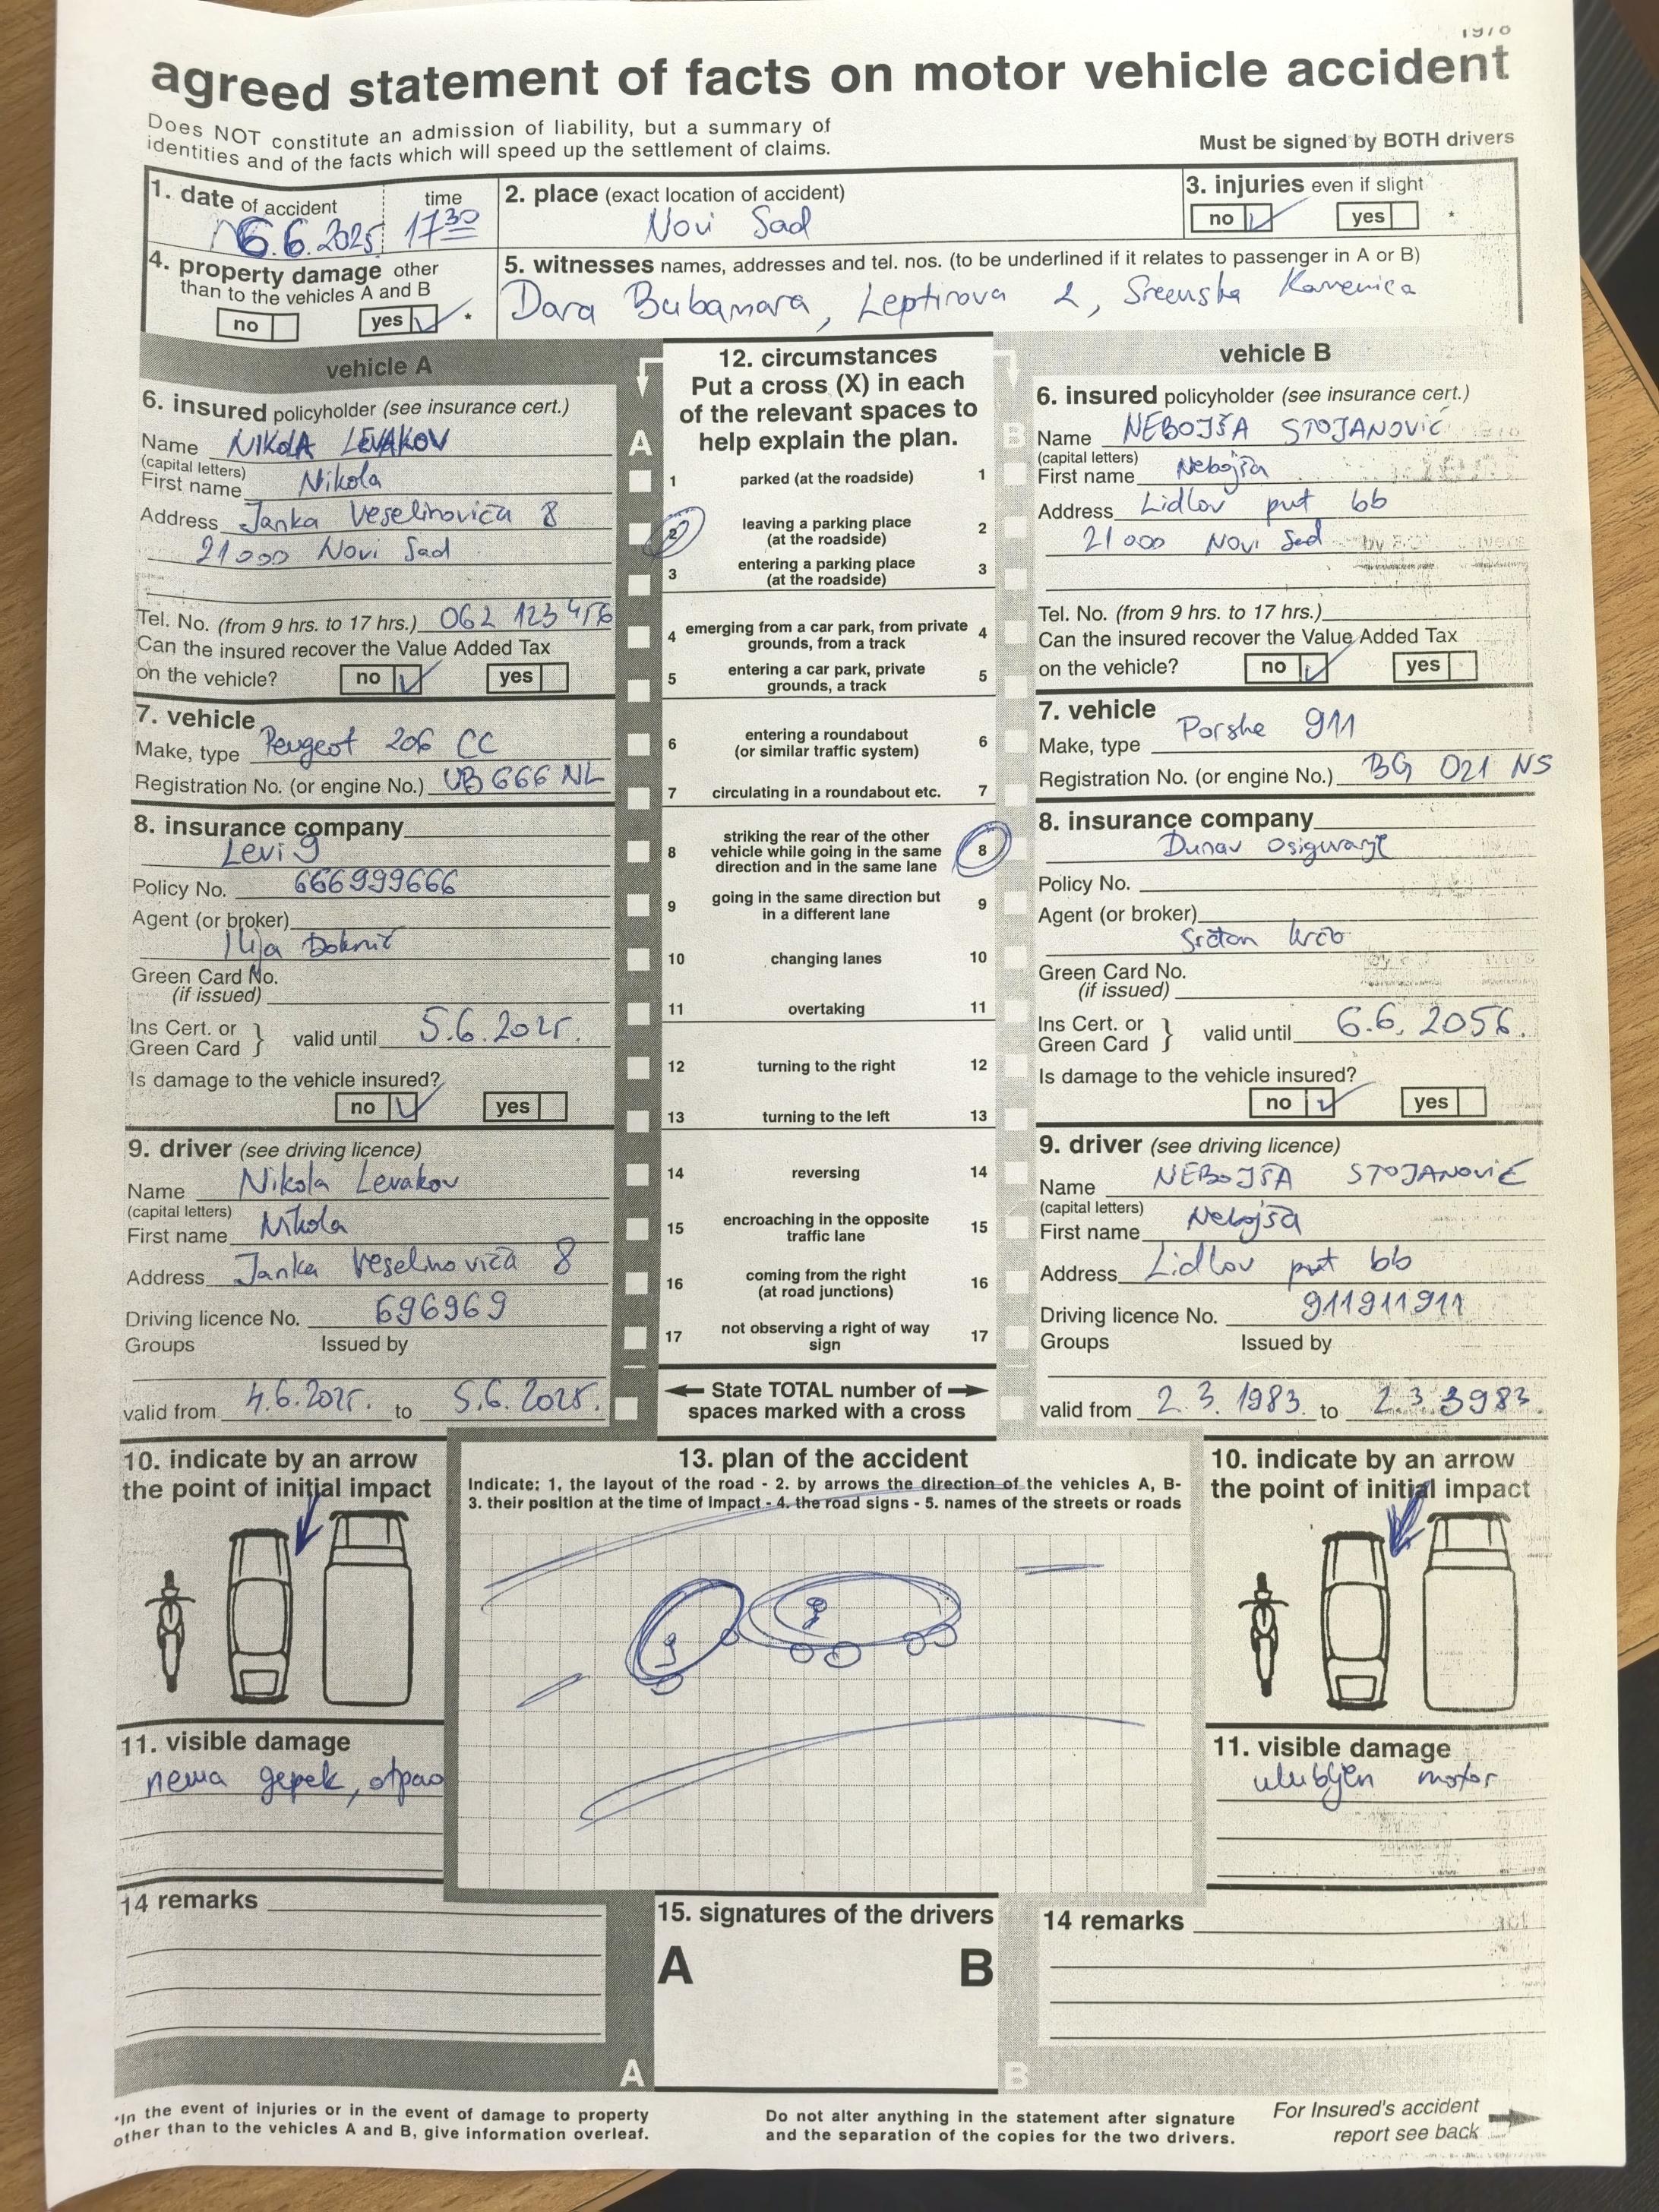 agreed statement of facts on motor vehicle accident
Does NOT constitute an admission of liability, but a summary of
identities and of the facts which will speed up the settlement of claims.
Must be signed by BOTH drivers
1. date of accident time
6.6.2025 17 30
2. place (exact location of accident)
Novi Sad
3. injuries even if slight
no yes *
4. property damage other
than to the vehicles A and B
no yes *
5. witnesses names, addresses and tel. nos. (to be underlined if it relates to passenger in A or B)
Dara Bubamara, Leptirova 2, Sremska Kamenica
vehicle A
6. insured policyholder (see insurance cert.)
Name NIKOLA LEVAKOV
(capital letters)
First name Nikola
Address Janka Veselinovića 8
21000 Novi Sad
Tel. No. (from 9 hrs. to 17 hrs.) 062 123 456
Can the insured recover the Value Added Tax
on the vehicle? no yes
7. vehicle
Make, type Peugeot 206 CC
Registration No. (or engine No.) UB 666 NL
8. insurance company
Levi 9
Policy No. 666999666
Agent (or broker)
Ilija
Green Card No.
(if issued)
Ins Cert. or
Green Card } valid until 5.6.2025.
Is damage to the vehicle insured?
no yes
9. driver (see driving licence)
Name Nikola Levakov
(capital letters)
First name Nikola
Address Janka Veselinovića 8
Driving licence No. 696969
Groups Issued by
valid from 4.6.2025. to 5.6.2025.
10. indicate by an arrow
the point of initial impact
11. visible damage
nema gepek, otpao
14 remarks
12. circumstances
Put a cross (X) in each
of the relevant spaces to
help explain the plan.
A B
1 parked (at the roadside) 1
2 leaving a parking place 2
(at the roadside)
3 entering a parking place 3
(at the roadside)
4 emerging from a car park, from private 4
grounds, from a track
5 entering a car park, private 5
grounds, a track
6 entering a roundabout 6
(or similar traffic system)
7 circulating in a roundabout etc. 7
striking the rear of the other
8 vehicle while going in the same 8
direction and in the same lane
9 going in the same direction but 9
in a different lane
10 changing lanes 10
11 overtaking 11
12 turning to the right 12
13 turning to the left 13
14 reversing 14
15 encroaching in the opposite 15
traffic lane
16 coming from the right 16
(at road junctions)
17 not observing a right of way 17
sign
State TOTAL number of
spaces marked with a cross
13. plan of the accident
Indicate: 1, the layout of the road - 2. by arrows the direction of the vehicles A, B-
3. their position at the time of impact - 4. the road signs - 5. names of the streets or roads
15. signatures of the drivers
A B
A B
vehicle B
6. insured policyholder (see insurance cert.)
Name NEBOJŠA STOJANOVIĆ
(capital letters)
First name Nebojša
Address Lidlov put bb
21000 Novi Sad
Tel. No. (from 9 hrs. to 17 hrs.)
Can the insured recover the Value Added Tax
on the vehicle? no yes
7. vehicle
Make, type Porshe 911
Registration No. (or engine No.) BG 021 NS
8. insurance company
Dunav osiguranje
Policy No.
Agent (or broker)
Srećan
Green Card No.
(if issued)
Ins Cert. or
Green Card } valid until 6.6.2056.
Is damage to the vehicle insured?
no yes
9. driver (see driving licence)
Name NEBOJŠA STOJANOVIĆ
(capital letters)
First name Nebojša
Address Lidlov put bb
Driving licence No. 911911911
Groups Issued by
valid from 2.3.1983. to 2.3.3983.
10. indicate by an arrow
the point of initial impact
11. visible damage
ulubljen motor
14 remarks
*In the event of injuries or in the event of damage to property
other than to the vehicles A and B, give information overleaf.
Do not alter anything in the statement after signature
and the separation of the copies for the two drivers.
For Insured's accident
report see back